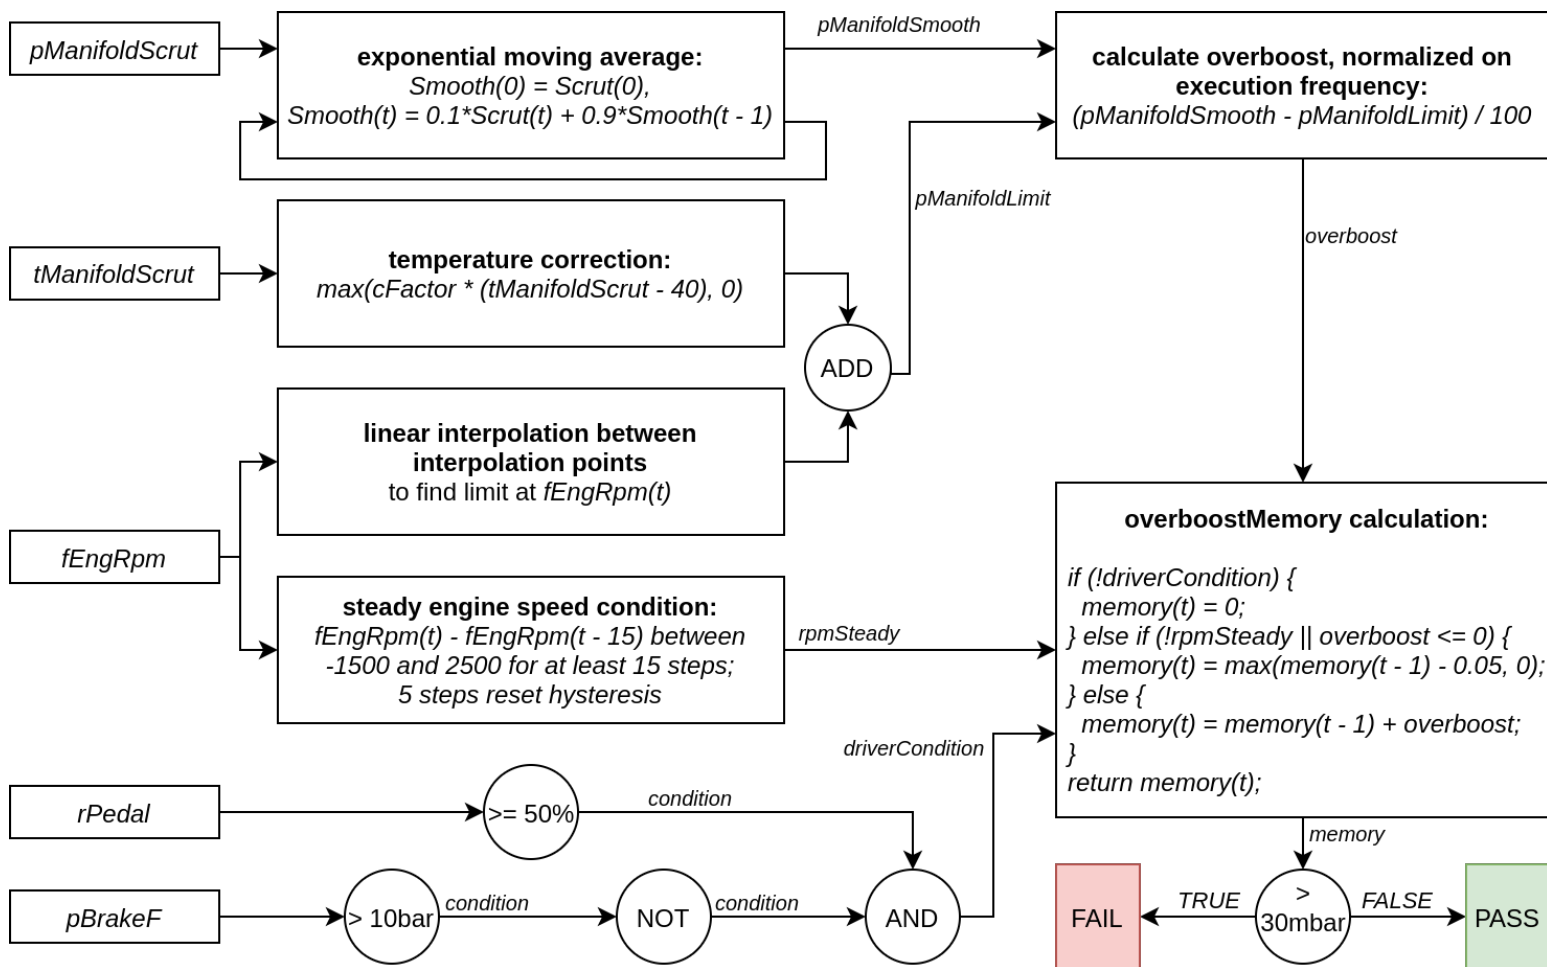 pManifoldScrut
exponential moving average:
Smooth(0) = Scrut(0),
Smooth(t) = 0.1*Scrut(t) + 0.9*Smooth(t - 1)
pManifoldSmooth
calculate overboost, normalized on
execution frequency:
(pManifoldSmooth - pManifoldLimit) / 100
tManifoldScrut
temperature correction:
max(cFactor * (tManifoldScrut - 40), 0)
pManifoldLimit
overboost
ADD
linear interpolation between
interpolation points
to find limit at fEngRpm(t)
fEngRpm
steady engine speed condition:
fEngRpm(t) - fEngRpm(t - 15) between
-1500 and 2500 for at least 15 steps;
5 steps reset hysteresis
rpmSteady
overboostMemory calculation:
if (!driverCondition) {
memory(t) = 0;
} else if (!rpmSteady || overboost <= 0) {
memory(t) = max(memory(t - 1) - 0.05, 0);
} else {
memory(t) = memory(t - 1) + overboost;
}
return memory(t);
driverCondition
rPedal
>= 50%
condition
pBrakeF
> 10bar
condition
NOT
condition
AND
memory
FAIL
TRUE
>
30mbar
FALSE
PASS